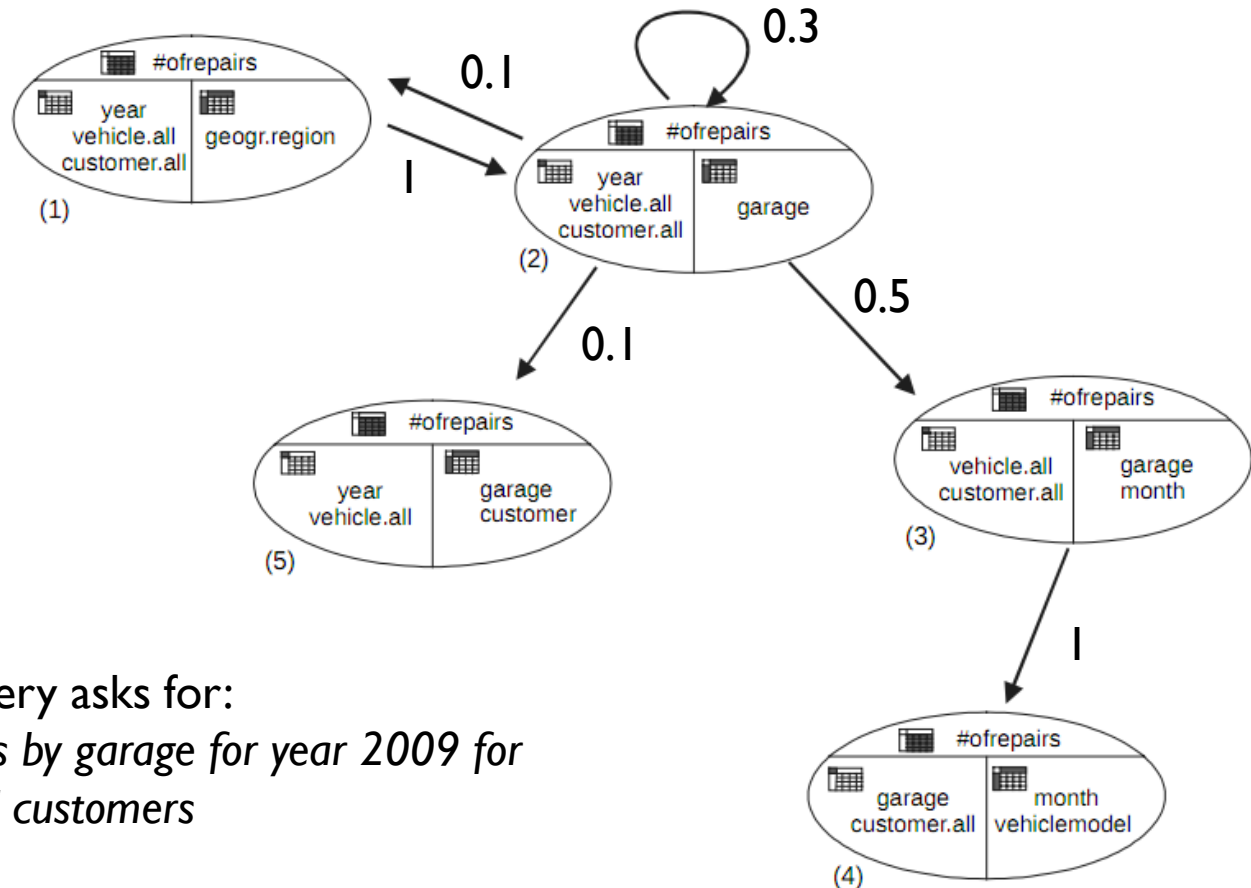 0.3
#ofrepairs
year
vehicle.all
customer.all
geogr.region
(1)
0.1
1
#ofrepairs
year
vehicle.all
customer.all
garage
(2)
0.1
0.5
#ofrepairs
year
vehicle.all
garage
customer
(5)
#ofrepairs
vehicle.all
customer.all
garage
month
(3)
1
#ofrepairs
garage
customer.all
month
vehiclemodel
(4)
ery asks for:
s by garage for year 2009 for
customers